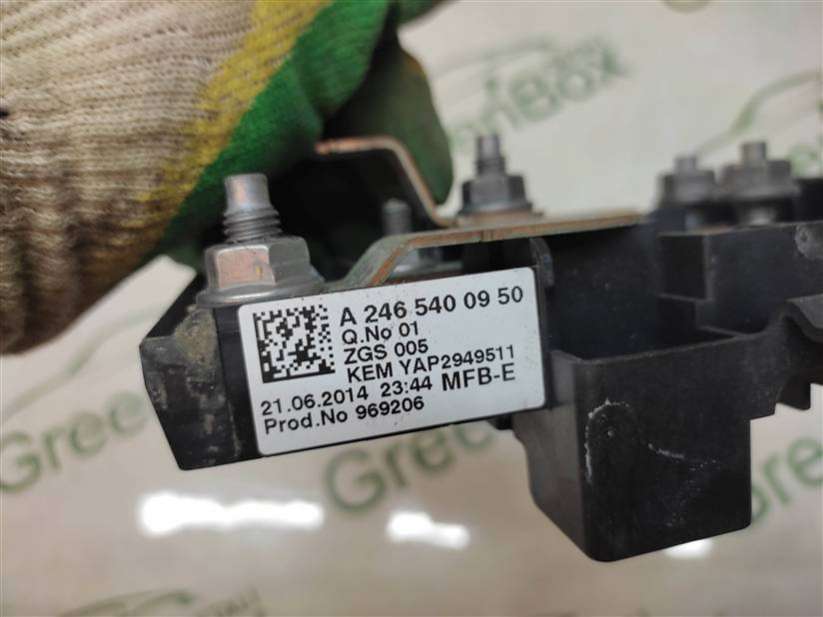 A 246 540 09 50
Q.No 01
ZGS 005
KEM YAP2949511
21.06.2014 23:44 MFB-E
Prod.No 969206